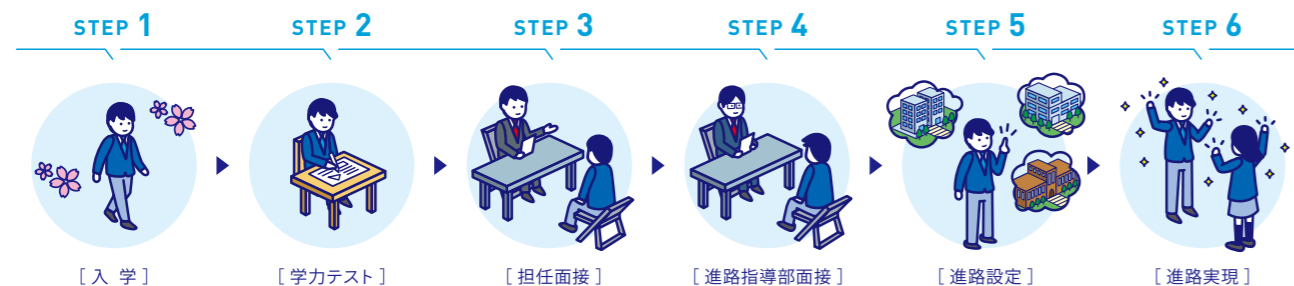 STEP 1
STEP 2
STEP 3
STEP 4
STEP 5
STEP 6
［入 学］
［学力テスト］
［担任面接］
［進路指導部面接］
［進路設定］
［進路実現］